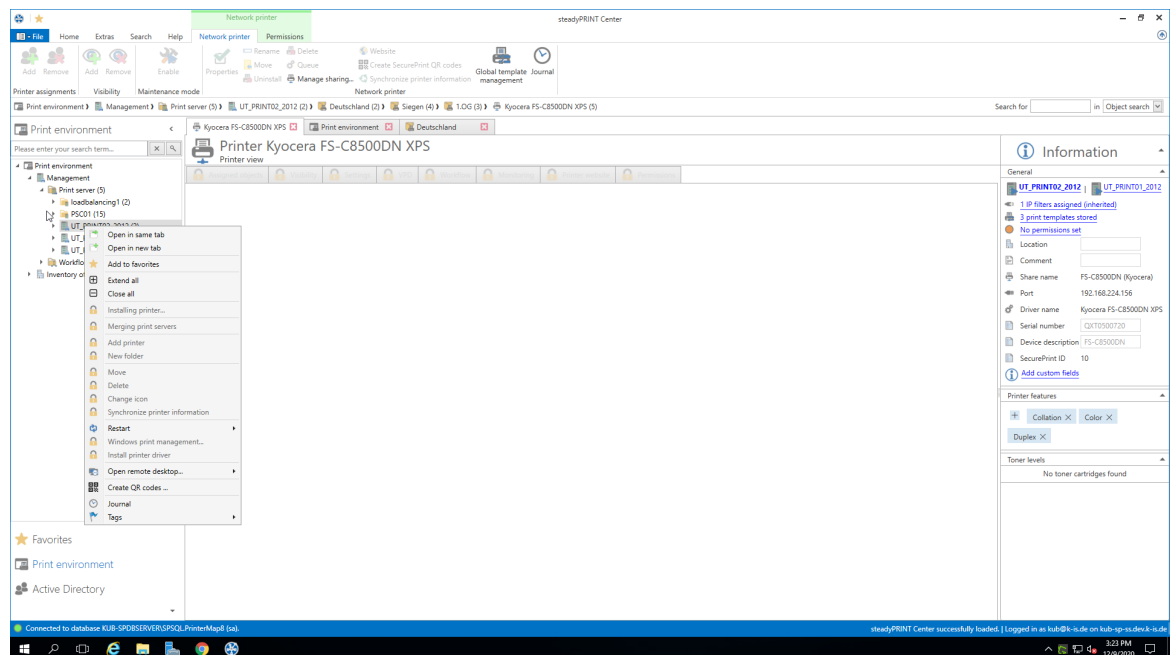 Network printer
steadyPRINT Center
File Home Extras Search Help Network printer Permissions
Add Remove Add Remove Enable Properties Rename Delete Website
Move Queue Create SecurePrint QR codes
Uninstall Manage sharing... Synchronize printer information Global template management Journal
Printer assignments Visibility Maintenance mode Network printer
Print environment Management Print server (5) UT_PRINT02_2012 (2) Deutschland (2) Siegen (4) 1.OG (3) Kyocera FS-C8500DN XPS (5)
Search for in Object search
Print environment
Kyocera FS-C8500DN XPS Print environment Deutschland
Please enter your search term...
Printer Kyocera FS-C8500DN XPS
Printer view
Print environment
Management
Print server (5)
loadbalancing1 (2)
PSC01 (15)
UT_PRINT02_2012 (2)
UT_
UT_
Workflo
Inventory o
Open in same tab
Open in new tab
Add to favorites
Extend all
Close all
Installing printer...
Merging print servers
Add printer
New folder
Move
Delete
Change icon
Synchronize printer information
Restart
Windows print management...
Install printer driver
Open remote desktop...
Create QR codes ...
Journal
Tags
Favorites
Print environment
Active Directory
Information
General
UT_PRINT02_2012 | UT_PRINT01_2012
1 IP filters assigned (inherited)
3 print templates stored
No permissions set
Location
Comment
Share name FS-C8500DN (Kyocera)
Port 192.168.224.156
Driver name Kyocera FS-C8500DN XPS
Serial number QXT0500720
Device description FS-C8500DN
SecurePrint ID 10
Add custom fields
Printer features
Collation Color
Duplex
Toner levels
No toner cartridges found
Connected to database KUB-SPDBSERVER\SPSQL.PrinterMap8 (sa).
steadyPRINT Center successfully loaded. | Logged in as kub@k-is.de on kub-sp-ss.dev.k-is.de
3:23 PM
12/9/2020